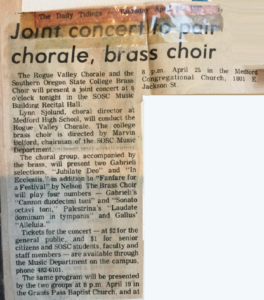 The Daily Tidings
Joint concert to pair
chorale, brass choir
The Rogue Valley Chorale and the
Southern Oregon State College Brass
Choir will present a joint concert at 8
o'clock tonight in the SOSC Music
Building Recital Hall.
Lynn Sjolund, choral director at
Medford High School, will conduct the
Rogue Valley Chorale. The college
brass choir is directed by Marvin
Belford, chairman of the SOSC Music
Department.
The choral group, accompanied by
the brass, will present two Gabrieli
selections, "Jubilate Deo" and "In
Ecclesiis," in addition to "Fanfare for
a Festival" by Nelson. The Brass Choir
will play four numbers — Gabrieli's
"Canzon duodecimi toni" and "Sonato
octavi toni," Palestrina's "Laudate
dominum in tympanis" and Gallus'
"Alleluia."
Tickets for the concert — at $2 for the
general public, and $1 for senior
citizens and SOSC students, faculty and
staff members — are available through
the Music Department on the campus,
phone 482-6101.
The same program will be presented
by the two groups at 8 p.m. April 19 in
the Grants Pass Baptist Church, and at
8 p.m. April 25 in the Medford
Congregational Church, 1801 E
Jackson St.